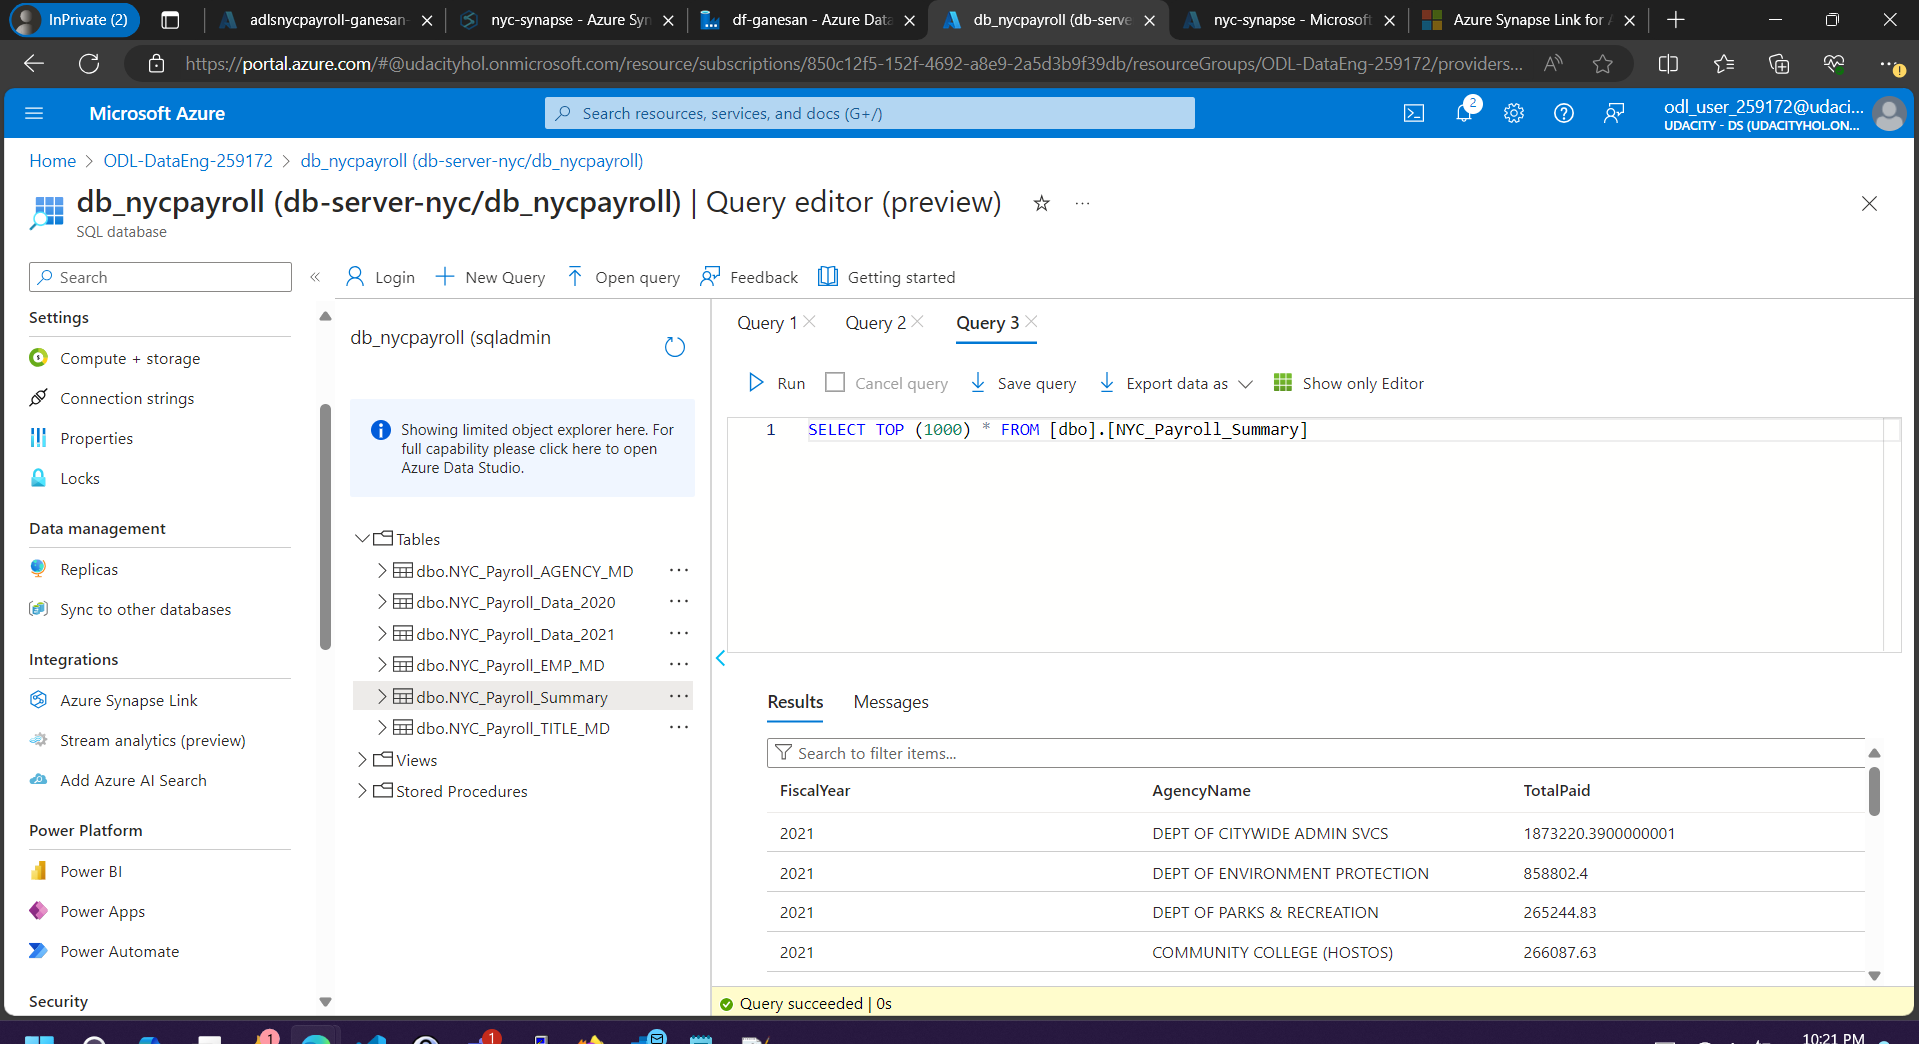 InPrivate (2)
adlsnycpayroll-ganesan-
nyc-synapse - Azure Syn
df-ganesan - Azure Data
db_nycpayroll (db-serve
nyc-synapse - Microsoft
Azure Synapse Link for A
https://portal.azure.com/#@udacityhol.onmicrosoft.com/resource/subscriptions/850c12f5-152f-4692-a8e9-2a5d3b9f39db/resourceGroups/ODL-DataEng-259172/providers...
Microsoft Azure
Search resources, services, and docs (G+/)
2
odl_user_259172@udaci...
UDACITY - DS (UDACITYHOL.ON...
Home > ODL-DataEng-259172 > db_nycpayroll (db-server-nyc/db_nycpayroll)
db_nycpayroll (db-server-nyc/db_nycpayroll) | Query editor (preview)
SQL database
Search
Settings
Compute + storage
Connection strings
Properties
Locks
Data management
Replicas
Sync to other databases
Integrations
Azure Synapse Link
Stream analytics (preview)
Add Azure AI Search
Power Platform
Power BI
Power Apps
Power Automate
Security
Login
New Query
Open query
Feedback
Getting started
db_nycpayroll (sqladmin
Showing limited object explorer here. For
full capability please click here to open
Azure Data Studio.
Tables
dbo.NYC_Payroll_AGENCY_MD
dbo.NYC_Payroll_Data_2020
dbo.NYC_Payroll_Data_2021
dbo.NYC_Payroll_EMP_MD
dbo.NYC_Payroll_Summary
dbo.NYC_Payroll_TITLE_MD
Views
Stored Procedures
Query 1
Query 2
Query 3
Run
Cancel query
Save query
Export data as
Show only Editor
1 SELECT TOP (1000) * FROM [dbo].[NYC_Payroll_Summary]
Results
Messages
Search to filter items...
FiscalYear AgencyName TotalPaid
2021 DEPT OF CITYWIDE ADMIN SVCS 1873220.3900000001
2021 DEPT OF ENVIRONMENT PROTECTION 858802.4
2021 DEPT OF PARKS & RECREATION 265244.83
2021 COMMUNITY COLLEGE (HOSTOS) 266087.63
Query succeeded | 0s
1
1
10:21 PM